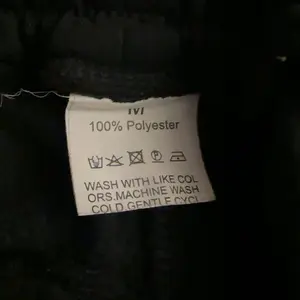 M
100% Polyester
WASH WITH LIKE COL
ORS.MACHINE WASH
COLD.GENTLE CYCL